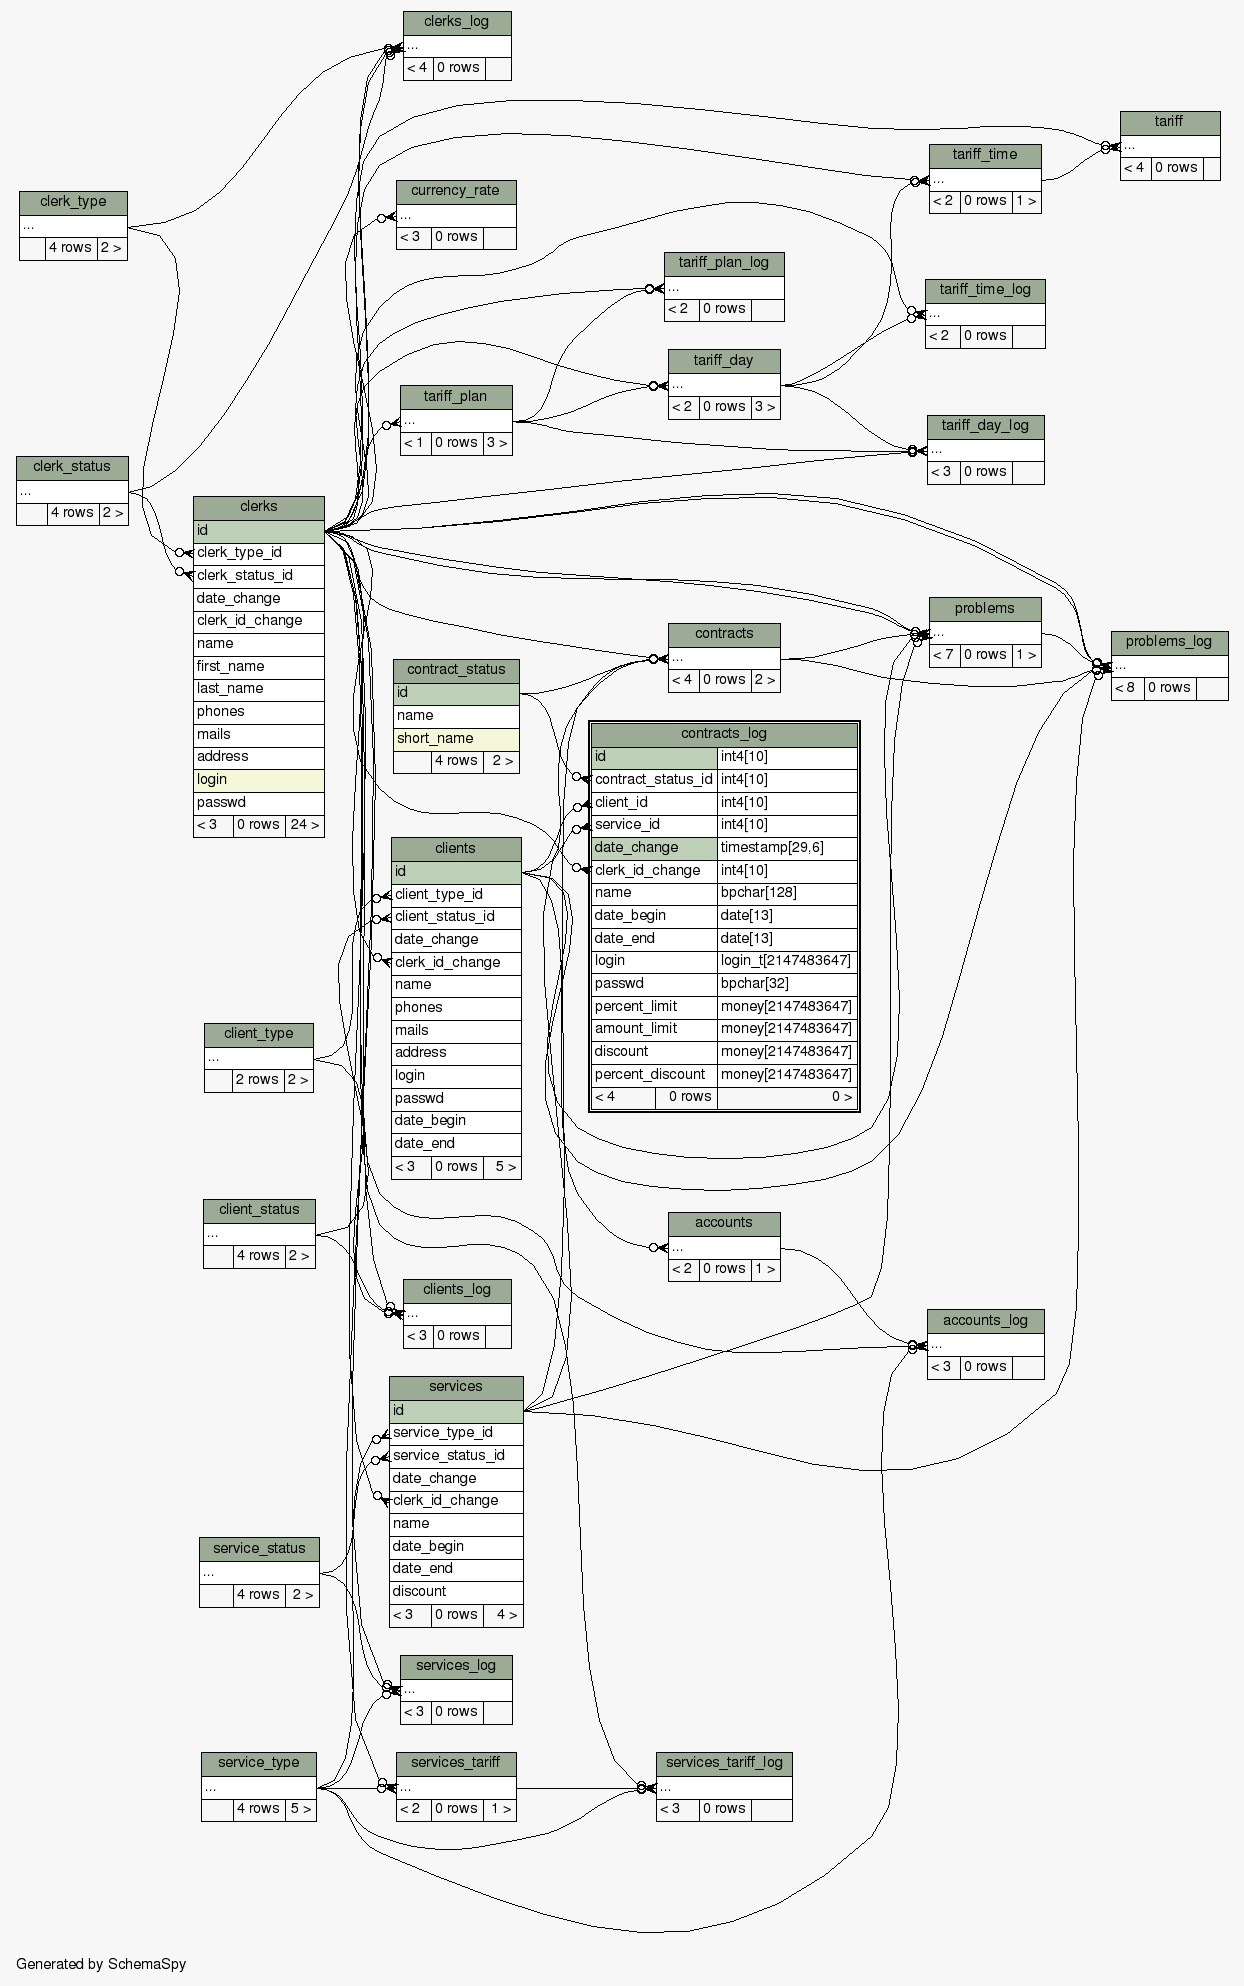 clerks_log
...
< 4 0 rows
tariff
...
< 4 0 rows
tariff_time
...
< 2 0 rows 1 >
currency_rate
...
< 3 0 rows
clerk_type
...
4 rows 2 >
tariff_plan_log
...
< 2 0 rows
tariff_time_log
...
< 2 0 rows
tariff_day
...
< 2 0 rows 3 >
tariff_plan
...
< 1 0 rows 3 >
tariff_day_log
...
< 3 0 rows
clerk_status
...
4 rows 2 >
clerks
id
clerk_type_id
clerk_status_id
date_change
clerk_id_change
name
first_name
last_name
phones
mails
address
login
passwd
< 3 0 rows 24 >
problems
...
< 7 0 rows 1 >
contracts
...
< 4 0 rows 2 >
problems_log
...
< 8 0 rows
contract_status
id
name
short_name
4 rows 2 >
contracts_log
id int4[10]
contract_status_id int4[10]
client_id int4[10]
service_id int4[10]
date_change timestamp[29,6]
clerk_id_change int4[10]
name bpchar[128]
date_begin date[13]
date_end date[13]
login login_t[2147483647]
passwd bpchar[32]
percent_limit money[2147483647]
amount_limit money[2147483647]
discount money[2147483647]
percent_discount money[2147483647]
< 4 0 rows 0 >
clients
id
client_type_id
client_status_id
date_change
clerk_id_change
name
phones
mails
address
login
passwd
date_begin
date_end
< 3 0 rows 5 >
client_type
...
2 rows 2 >
client_status
...
4 rows 2 >
accounts
...
< 2 0 rows 1 >
clients_log
...
< 3 0 rows
accounts_log
...
< 3 0 rows
services
id
service_type_id
service_status_id
date_change
clerk_id_change
name
date_begin
date_end
discount
< 3 0 rows 4 >
service_status
...
4 rows 2 >
services_log
...
< 3 0 rows
service_type
...
4 rows 5 >
services_tariff
...
< 2 0 rows 1 >
services_tariff_log
...
< 3 0 rows
Generated by SchemaSpy